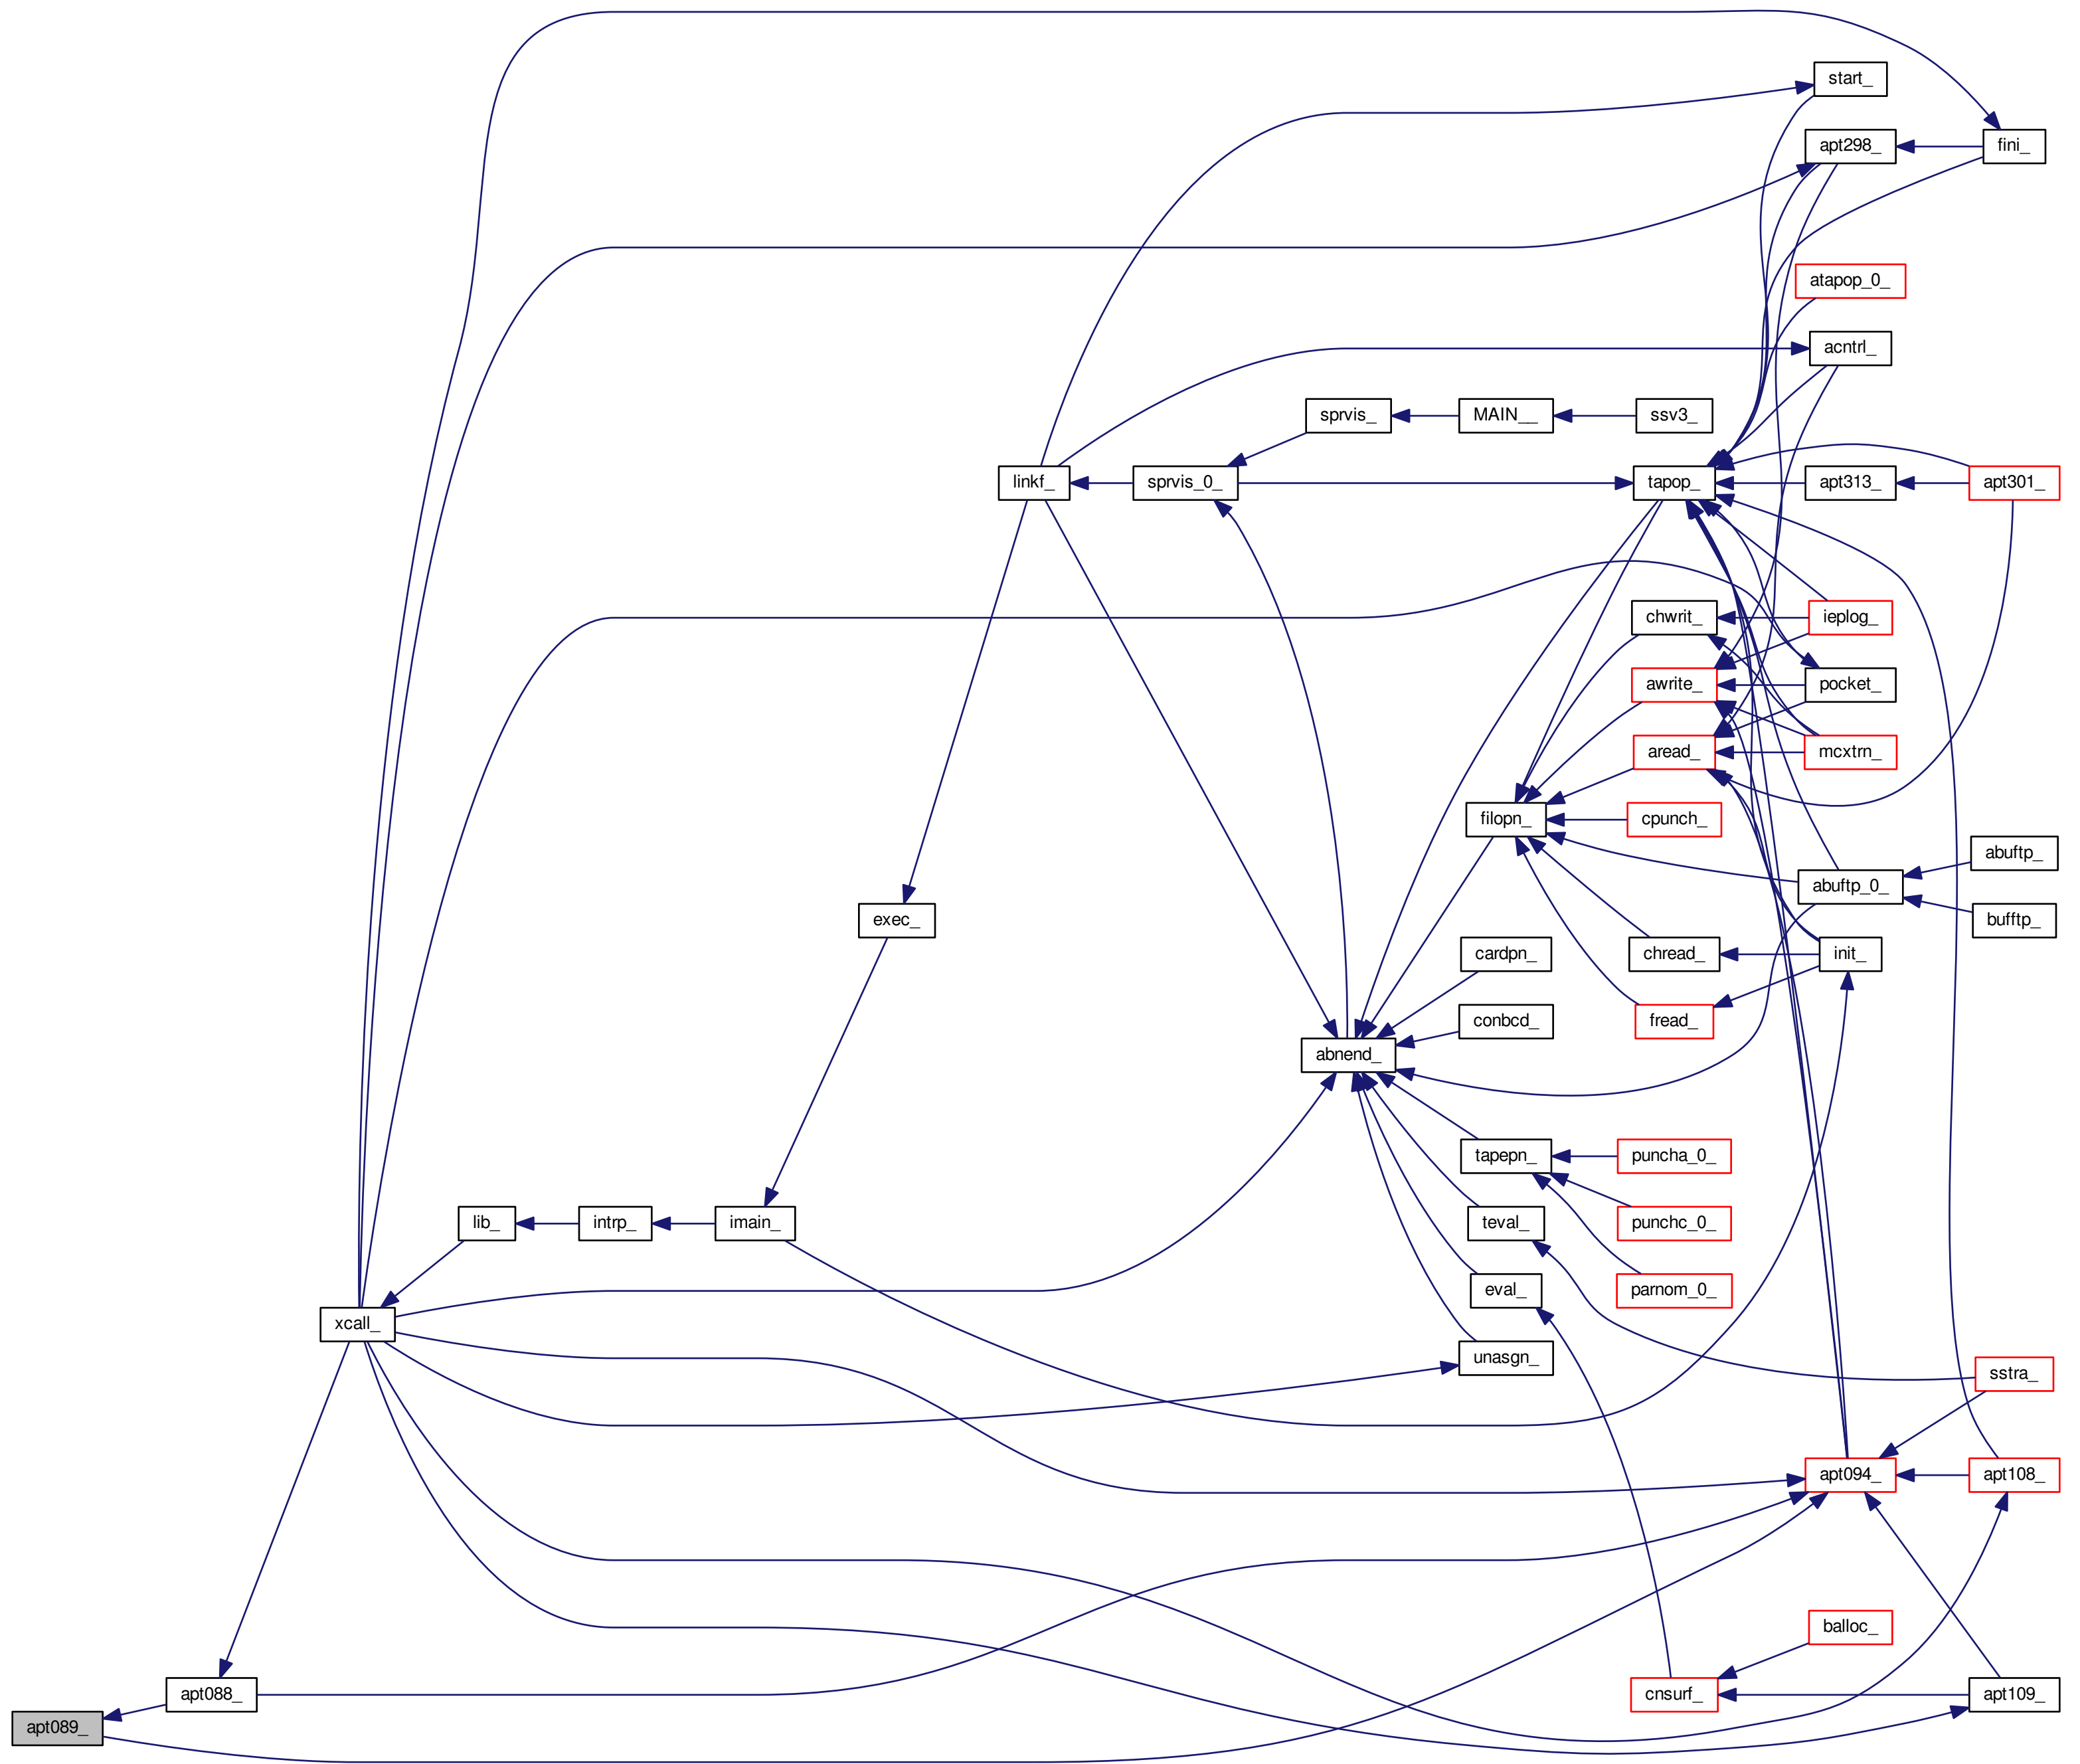 start_
apt298_
fini_
atapop_0_
acntrl_
sprvis_
MAIN__
ssv3_
linkf_
sprvis_0_
tapop_
apt313_
apt301_
chwrit_
ieplog_
awrite_
pocket_
aread_
mcxtrn_
filopn_
cpunch_
abuftp_
abuftp_0_
exec_
bufftp_
cardpn_
chread_
init_
conbcd_
fread_
abnend_
tapepn_
puncha_0_
lib_
intrp_
imain_
teval_
punchc_0_
eval_
parnom_0_
xcall_
unasgn_
sstra_
apt094_
apt108_
balloc_
apt088_
cnsurf_
apt109_
apt089_